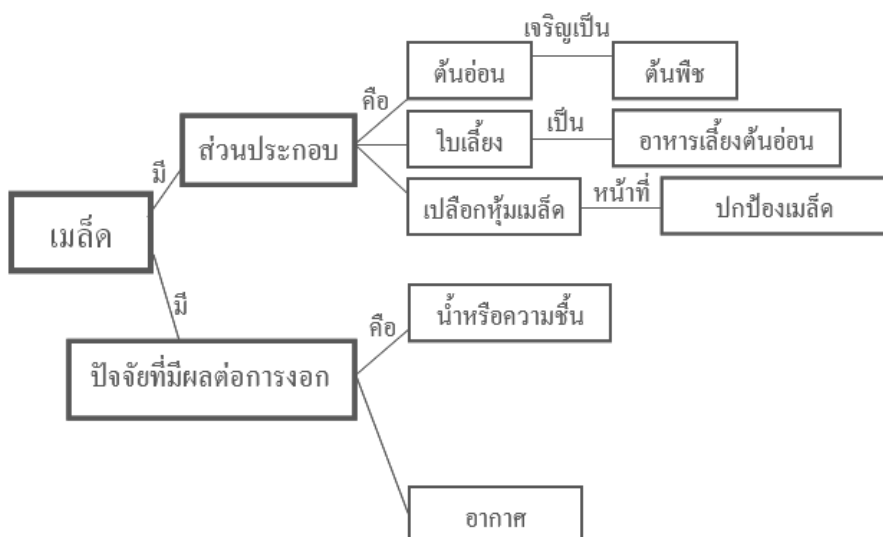 เจริญเป็น
ต้นอ่อน
ต้นพืช
คือ
ส่วนประกอบ
ใบเลี้ยง
เป็น
อาหารเลี้ยงต้นอ่อน
มี
เปลือกหุ้มเมล็ด
หน้าที่
ปกป้องเมล็ด
เมล็ด
มี
คือ
น้ำหรือความชื้น
ปัจจัยที่มีผลต่อการงอก
อากาศ